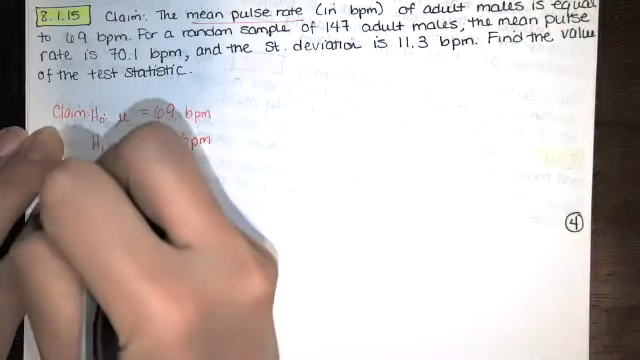 8.1.15 Claim: The mean pulse rate (in bpm) of adult males is equal
to 69 bpm. For a random sample of 147 adult males, the mean pulse
rate is 70.1 bpm, and the St. deviation is 11.3 bpm. Find the value
of the test statistic.
Claim: H₀: μ = 69 bpm
H₁ bpm
4